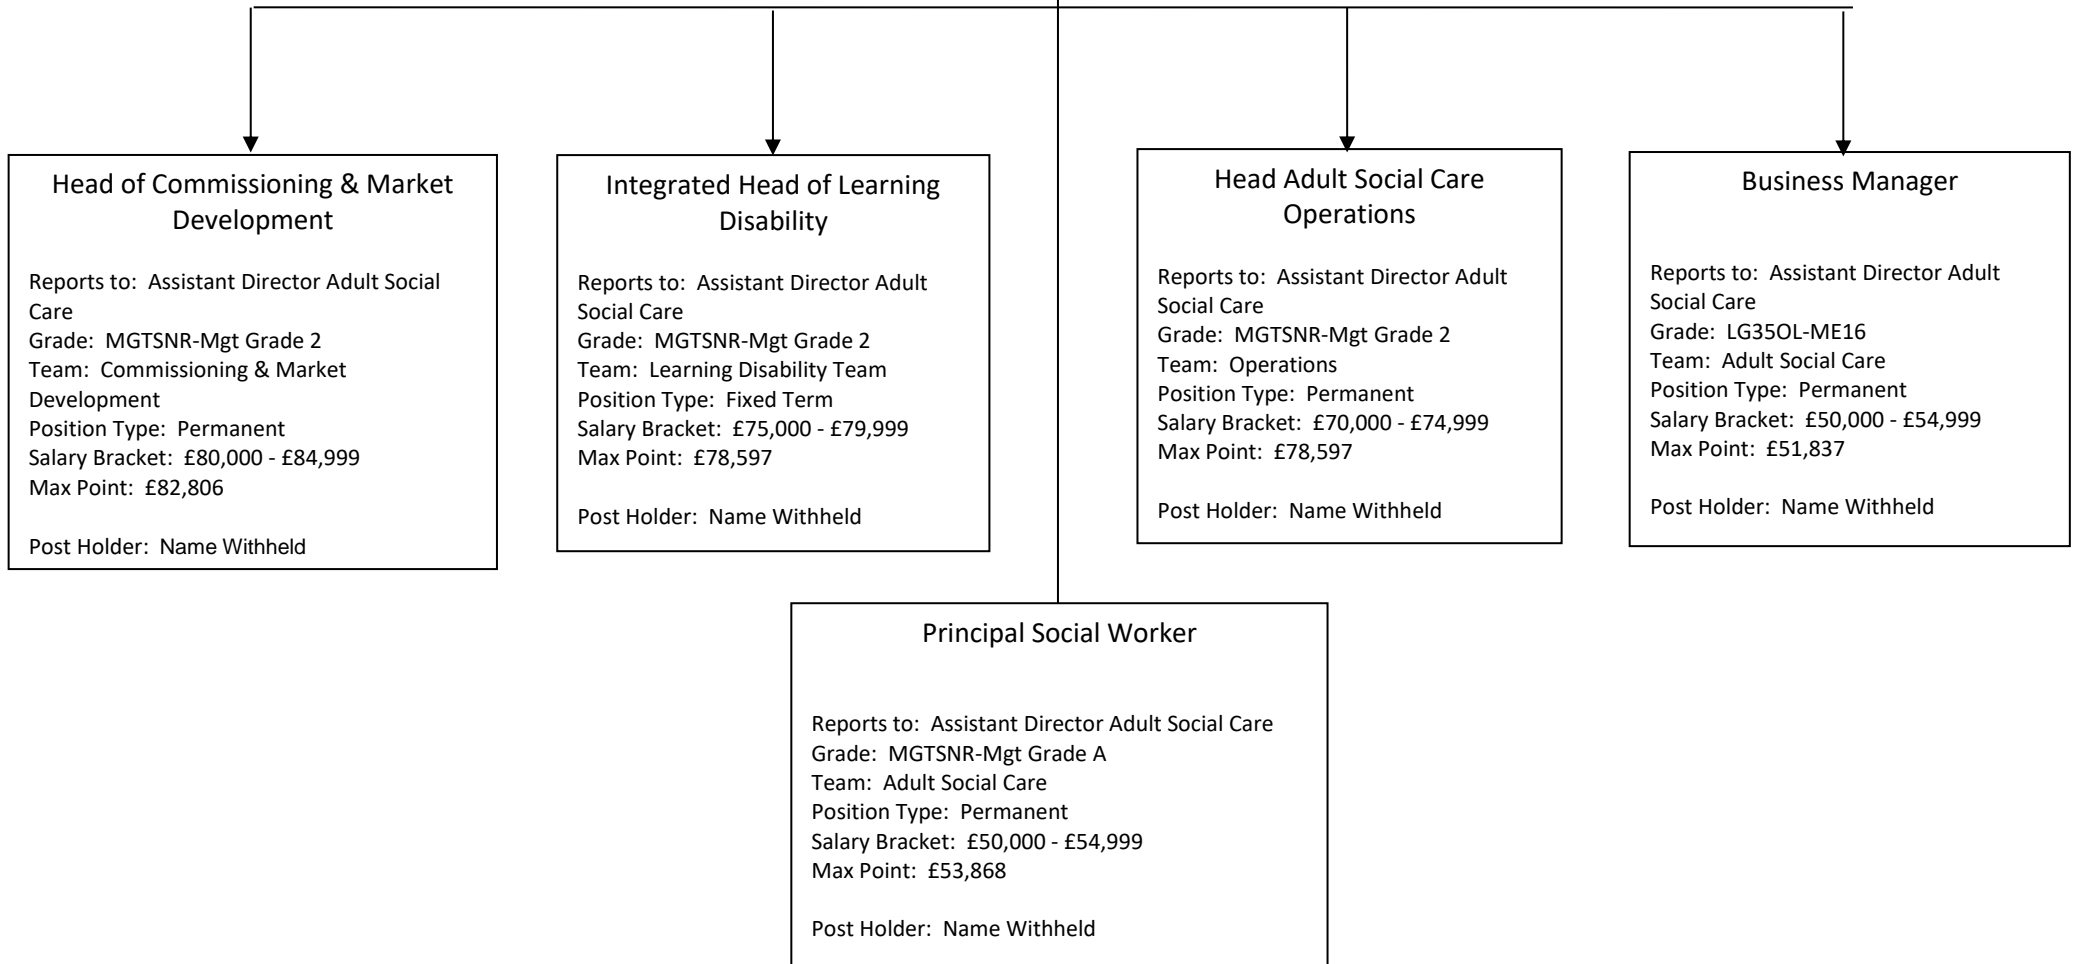 Head of Commissioning & Market
Development
Reports to: Assistant Director Adult Social
Care
Grade: MGTSNR-Mgt Grade 2
Team: Commissioning & Market
Development
Position Type: Permanent
Salary Bracket: £80,000 - £84,999
Max Point: £82,806
Post Holder: Name Withheld
Integrated Head of Learning
Disability
Reports to: Assistant Director Adult
Social Care
Grade: MGTSNR-Mgt Grade 2
Team: Learning Disability Team
Position Type: Fixed Term
Salary Bracket: £75,000 - £79,999
Max Point: £78,597
Post Holder: Name Withheld
Head Adult Social Care
Operations
Reports to: Assistant Director Adult
Social Care
Grade: MGTSNR-Mgt Grade 2
Team: Operations
Position Type: Permanent
Salary Bracket: £70,000 - £74,999
Max Point: £78,597
Post Holder: Name Withheld
Business Manager
Reports to: Assistant Director Adult
Social Care
Grade: LG35OL-ME16
Team: Adult Social Care
Position Type: Permanent
Salary Bracket: £50,000 - £54,999
Max Point: £51,837
Post Holder: Name Withheld
Principal Social Worker
Reports to: Assistant Director Adult Social Care
Grade: MGTSNR-Mgt Grade A
Team: Adult Social Care
Position Type: Permanent
Salary Bracket: £50,000 - £54,999
Max Point: £53,868
Post Holder: Name Withheld